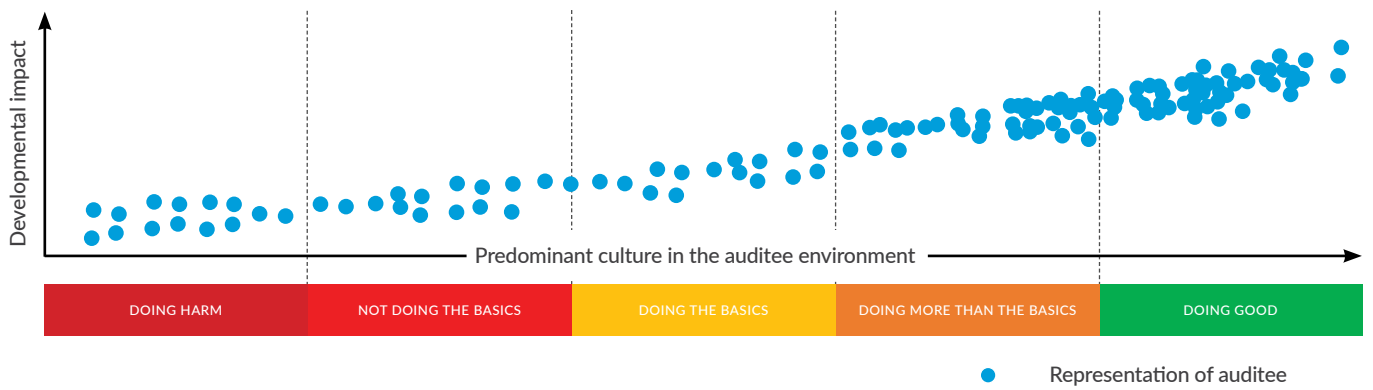 Developmental impact
Predominant culture in the auditee environment
DOING HARM
NOT DOING THE BASICS
DOING THE BASICS
DOING MORE THAN THE BASICS
DOING GOOD
Representation of auditee